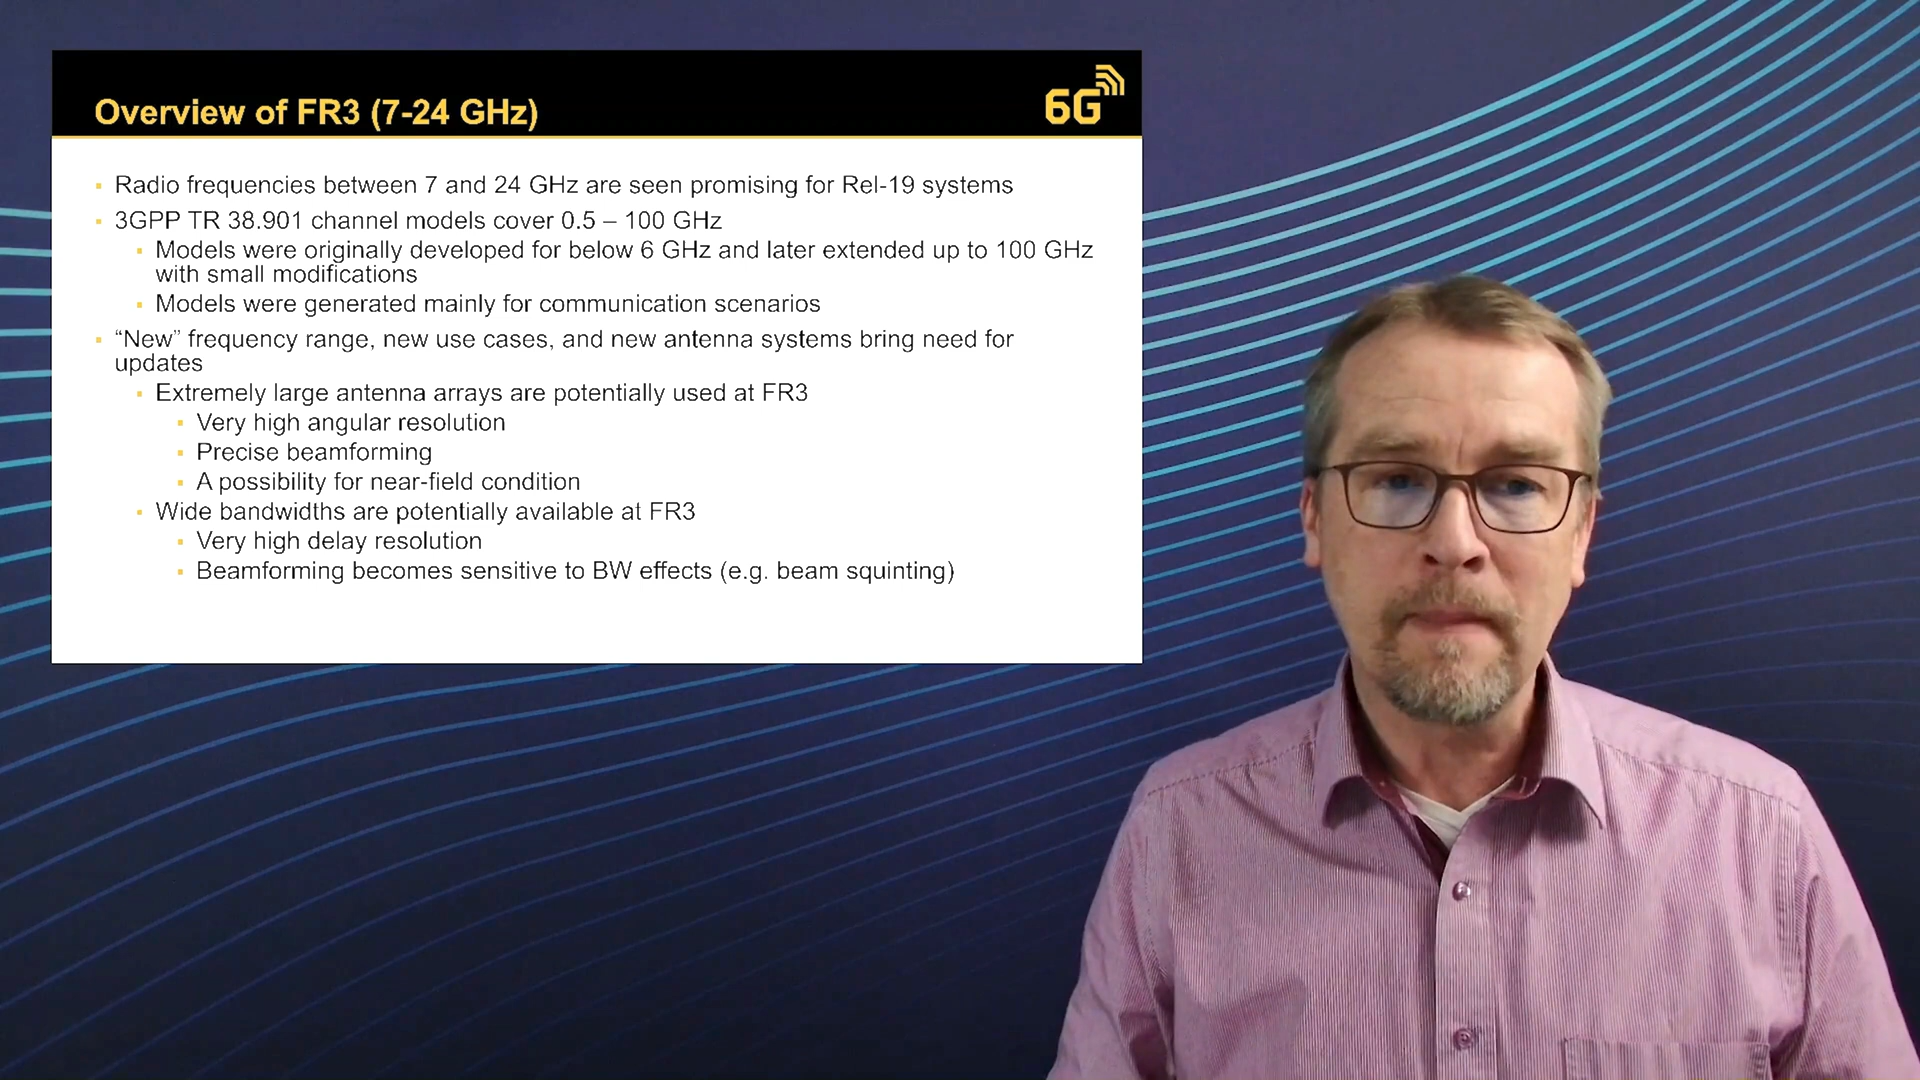 Overview of FR3 (7-24 GHz)
6G
Radio frequencies between 7 and 24 GHz are seen promising for Rel-19 systems
3GPP TR 38.901 channel models cover 0.5 – 100 GHz
Models were originally developed for below 6 GHz and later extended up to 100 GHz
with small modifications
Models were generated mainly for communication scenarios
“New” frequency range, new use cases, and new antenna systems bring need for
updates
Extremely large antenna arrays are potentially used at FR3
Very high angular resolution
Precise beamforming
A possibility for near-field condition
Wide bandwidths are potentially available at FR3
Very high delay resolution
Beamforming becomes sensitive to BW effects (e.g. beam squinting)